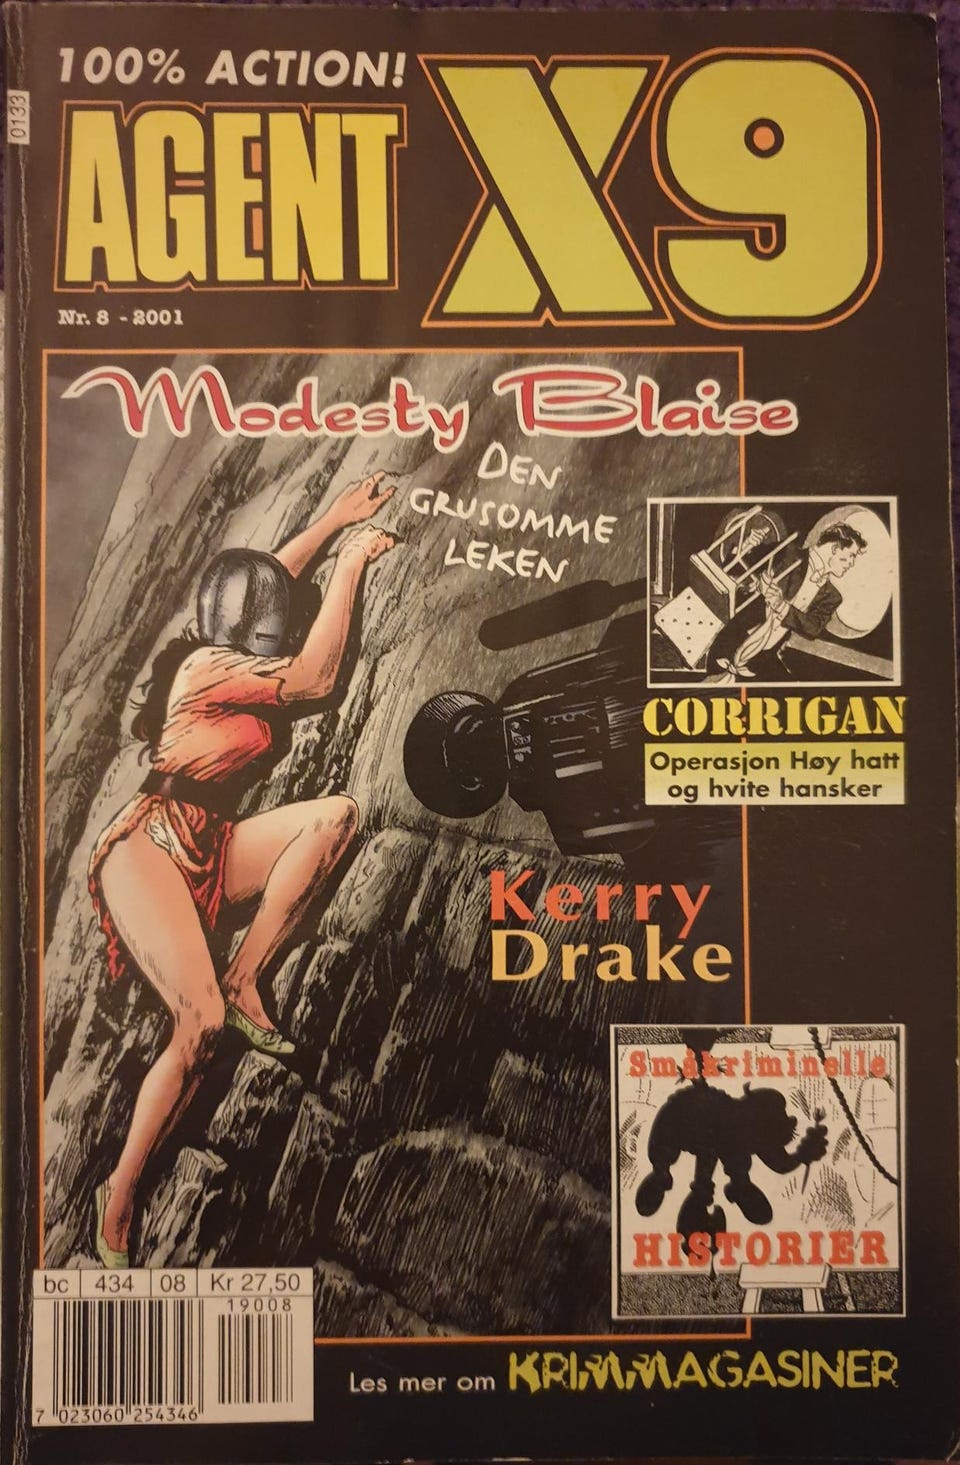 100% ACTION!
0133
AGENT X9
Nr. 8 - 2001
Modesty Blaise
DEN
GRUSOMME
LEKEN
CORRIGAN
Operasjon Høy hatt
og hvite hansker
Kerry
Drake
Småkriminelle
HISTORIER
bc 434 08 Kr 27,50
19008
7 023060 254346
Les mer om KRIMMAGASINER